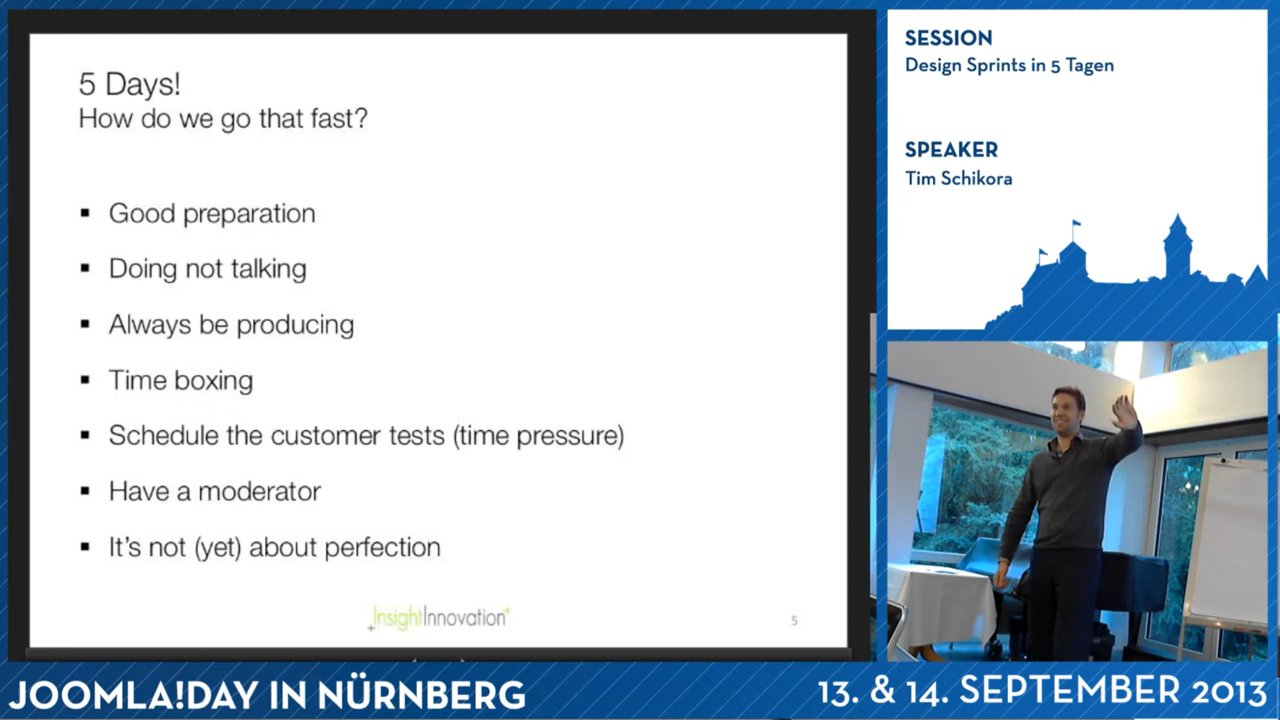 5 Days!
How do we go that fast?
Good preparation
Doing not talking
Always be producing
Time boxing
Schedule the customer tests (time pressure)
Have a moderator
It's not (yet) about perfection
InsightInnovation
5
SESSION
Design Sprints in 5 Tagen
SPEAKER
Tim Schikora
JOOMLA!DAY IN NÜRNBERG
13. & 14. SEPTEMBER 2013